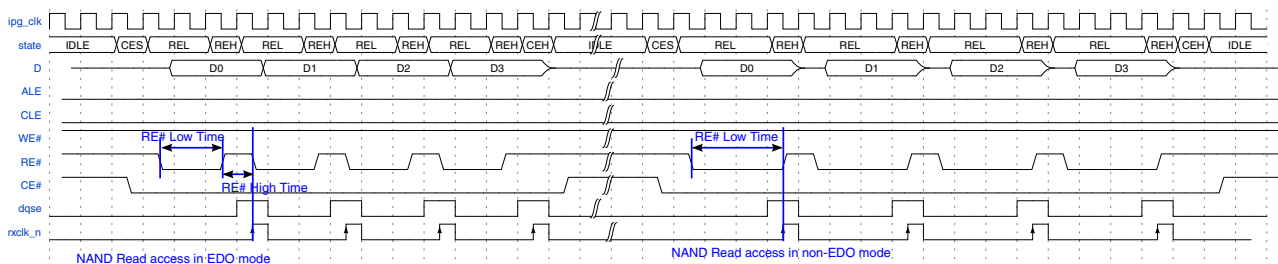 ipg_clk
state IDLE CES REL REH REL REH REL REH REL REH CEH IDLE CES REL REH REL REH REL REH REL REH CEH IDLE
D D0 D1 D2 D3 D0 D1 D2 D3
ALE
CLE
WE#
RE# Low Time RE# Low Time
RE#
CE#
RE# High Time
dqse
rxclk_n
NAND Read access in EDO mode NAND Read access in non-EDO mode